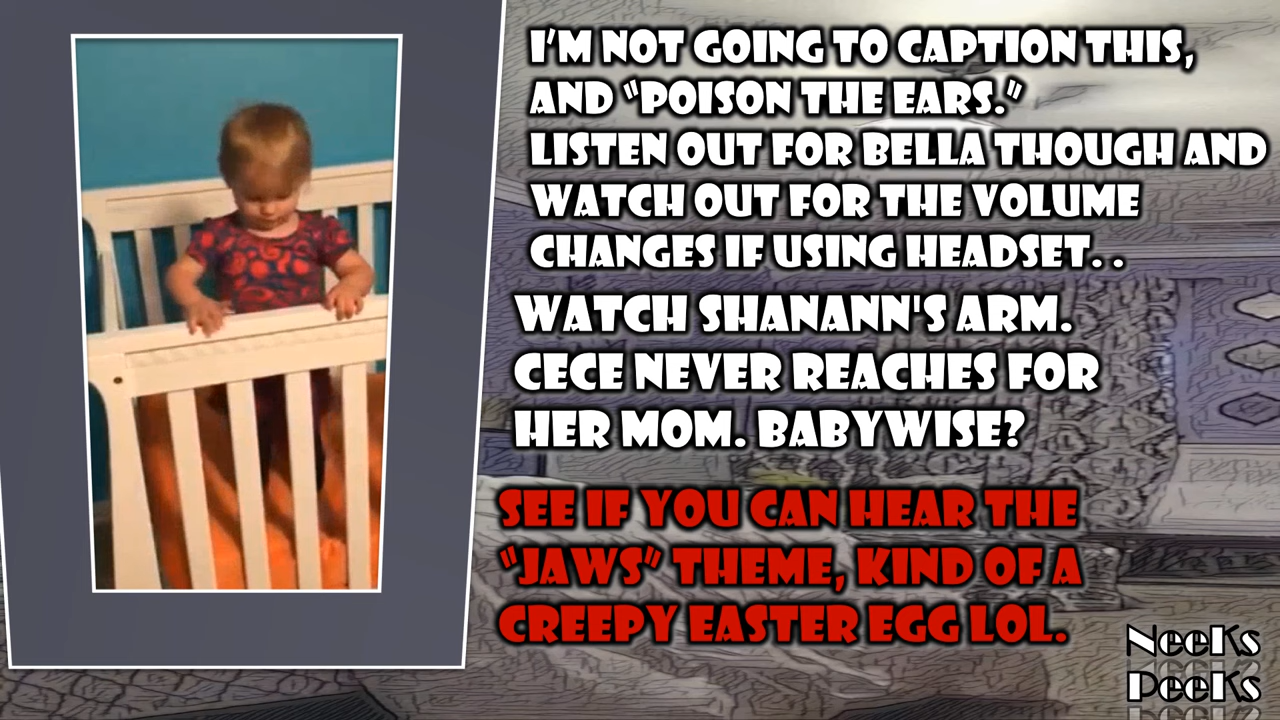 I'M NOT GOING TO CAPTION THIS,
AND "POISON THE EARS."
LISTEN OUT FOR BELLA THOUGH AND
WATCH OUT FOR THE VOLUME
CHANGES IF USING HEADSET. .
WATCH SHANANN'S ARM.
CECE NEVER REACHES FOR
HER MOM. BABYWISE?
SEE IF YOU CAN HEAR THE
"JAWS" THEME, KIND OF A
CREEPY EASTER EGG LOL.
NeeKs
PeeKs